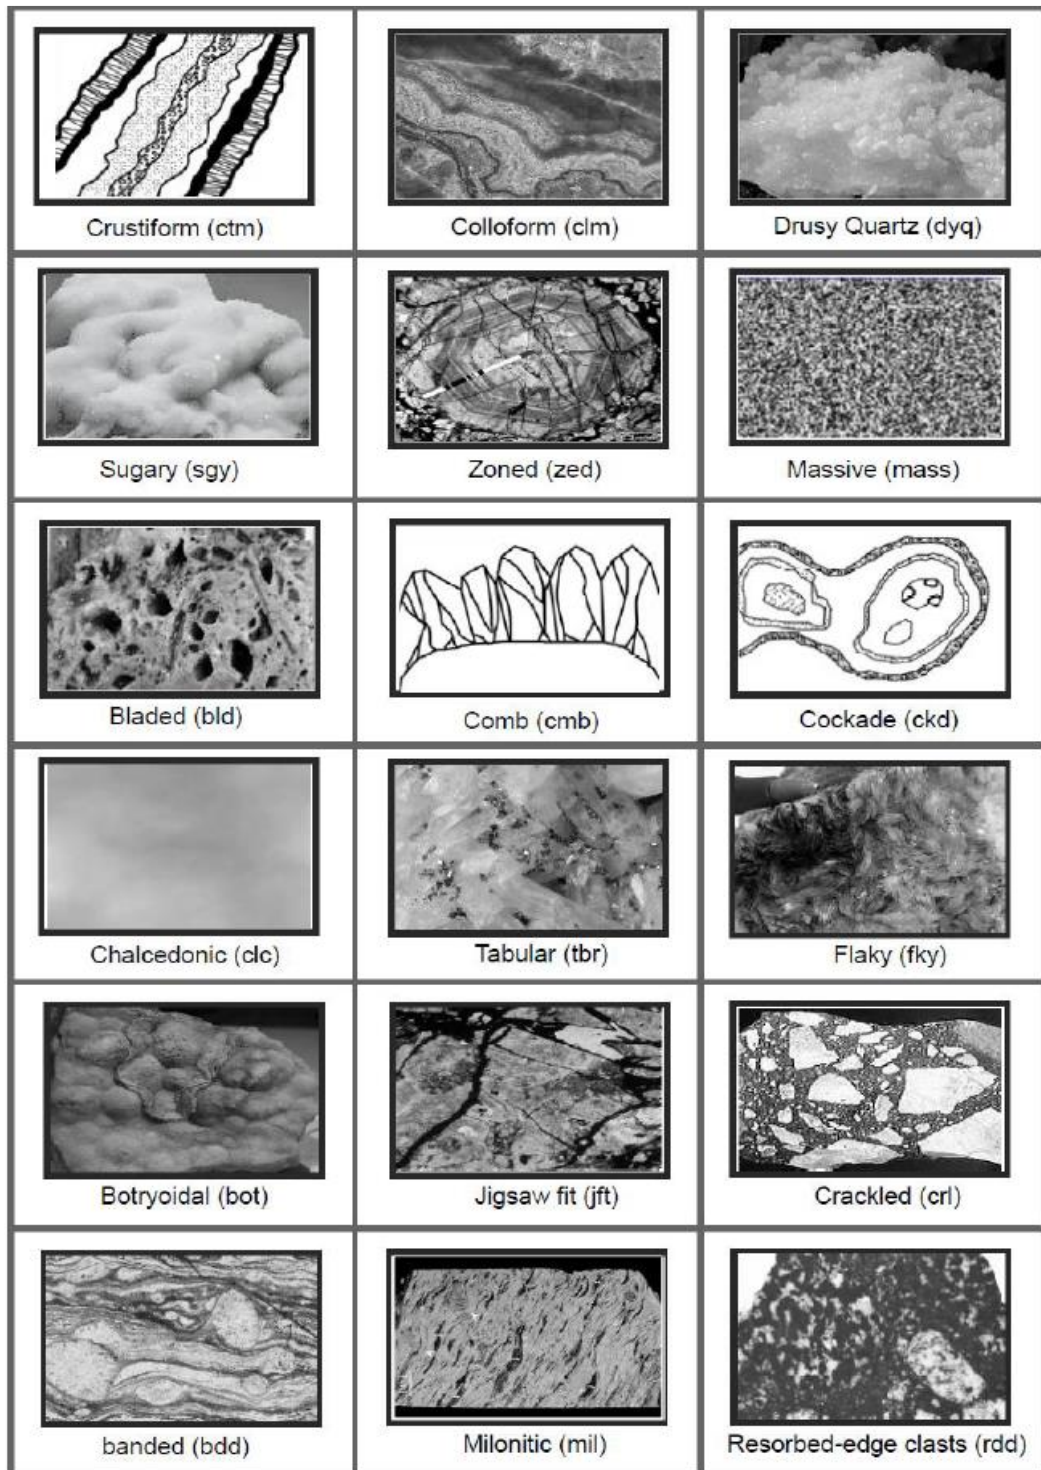 Crustiform (ctm)
Colloform (clm)
Drusy Quartz (dyq)
Sugary (sgy)
Zoned (zed)
Massive (mass)
Bladed (bld)
Comb (cmb)
Cockade (ckd)
Chalcedonic (clc)
Tabular (tbr)
Flaky (fky)
Botryoidal (bot)
Jigsaw fit (jft)
Crackled (crl)
banded (bdd)
Milonitic (mil)
Resorbed-edge clasts (rdd)